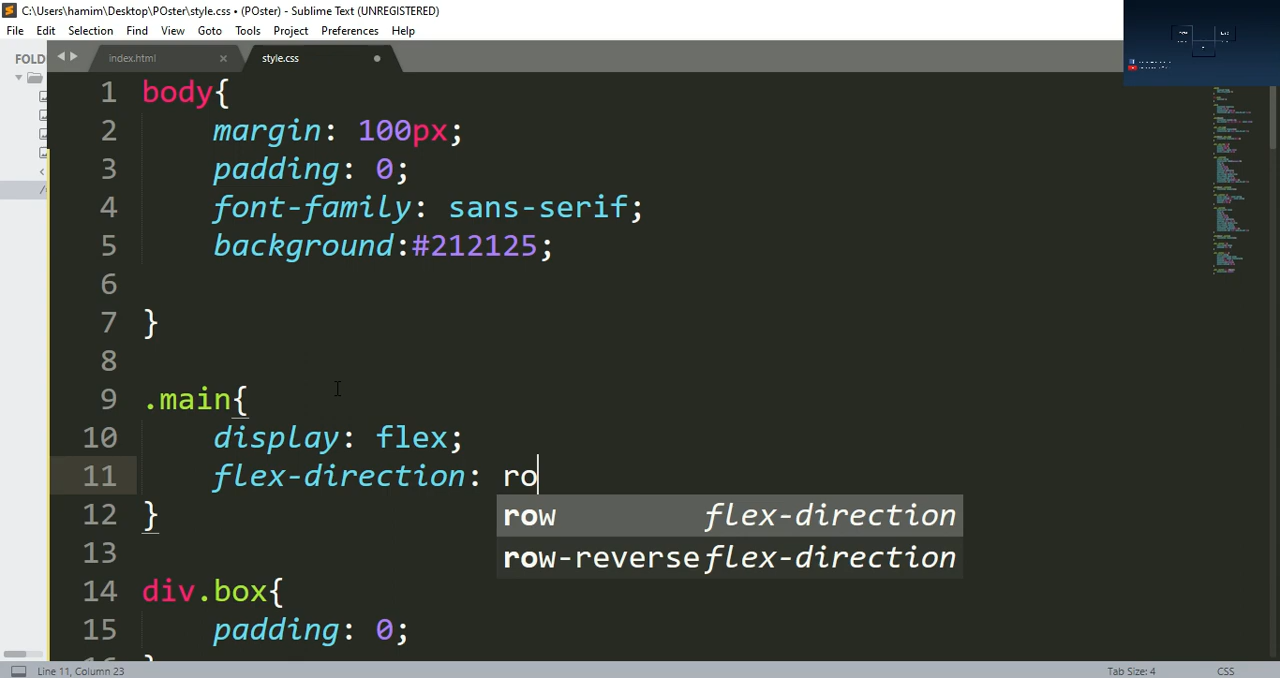 C:\Users\hamim\Desktop\POster\style.css • (POster) - Sublime Text (UNREGISTERED)
File Edit Selection Find View Goto Tools Project Preferences Help
FOLD
index.html
style.css
1 body{
2 margin: 100px;
3 padding: 0;
4 font-family: sans-serif;
5 background:#212125;
6
7 }
8
9 .main{
10 display: flex;
11 flex-direction: ro
row flex-direction
row-reverse flex-direction
12 }
13
14 div.box{
15 padding: 0;
Line 11, Column 23
Tab Size: 4
CSS